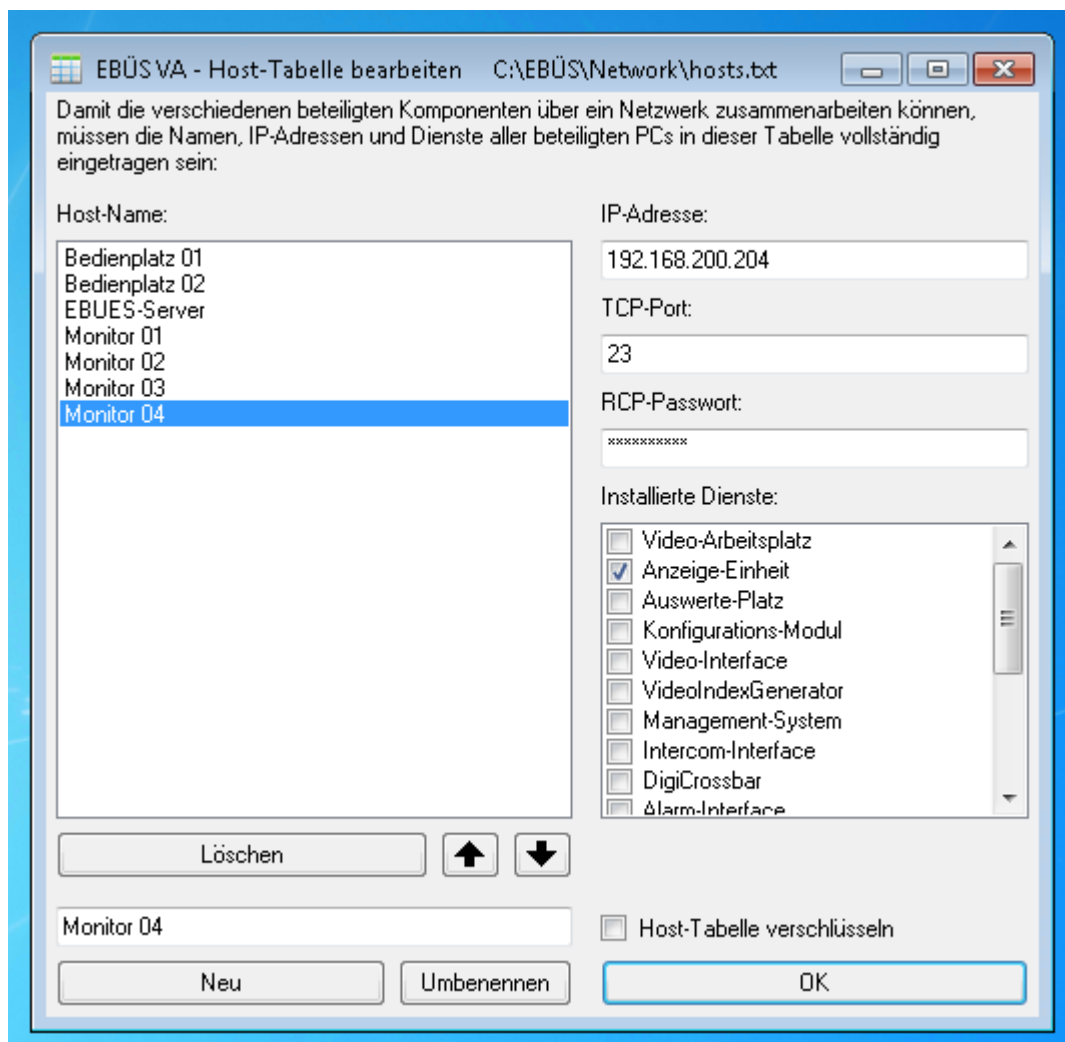 EBÜS VA - Host-Tabelle bearbeiten C:\EBÜS\Network\hosts.txt
Damit die verschiedenen beteiligten Komponenten über ein Netzwerk zusammenarbeiten können,
müssen die Namen, IP-Adressen und Dienste aller beteiligten PCs in dieser Tabelle vollständig
eingetragen sein:
Host-Name:
Bedienplatz 01
Bedienplatz 02
EBUES-Server
Monitor 01
Monitor 02
Monitor 03
Monitor 04
Löschen
Monitor 04
Neu
Umbenennen
IP-Adresse:
192.168.200.204
TCP-Port:
23
RCP-Passwort:
**********
Installierte Dienste:
Video-Arbeitsplatz
Anzeige-Einheit
Auswerte-Platz
Konfigurations-Modul
Video-Interface
VideoIndexGenerator
Management-System
Intercom-Interface
DigiCrossbar
Alarm-Interface
Host-Tabelle verschlüsseln
OK